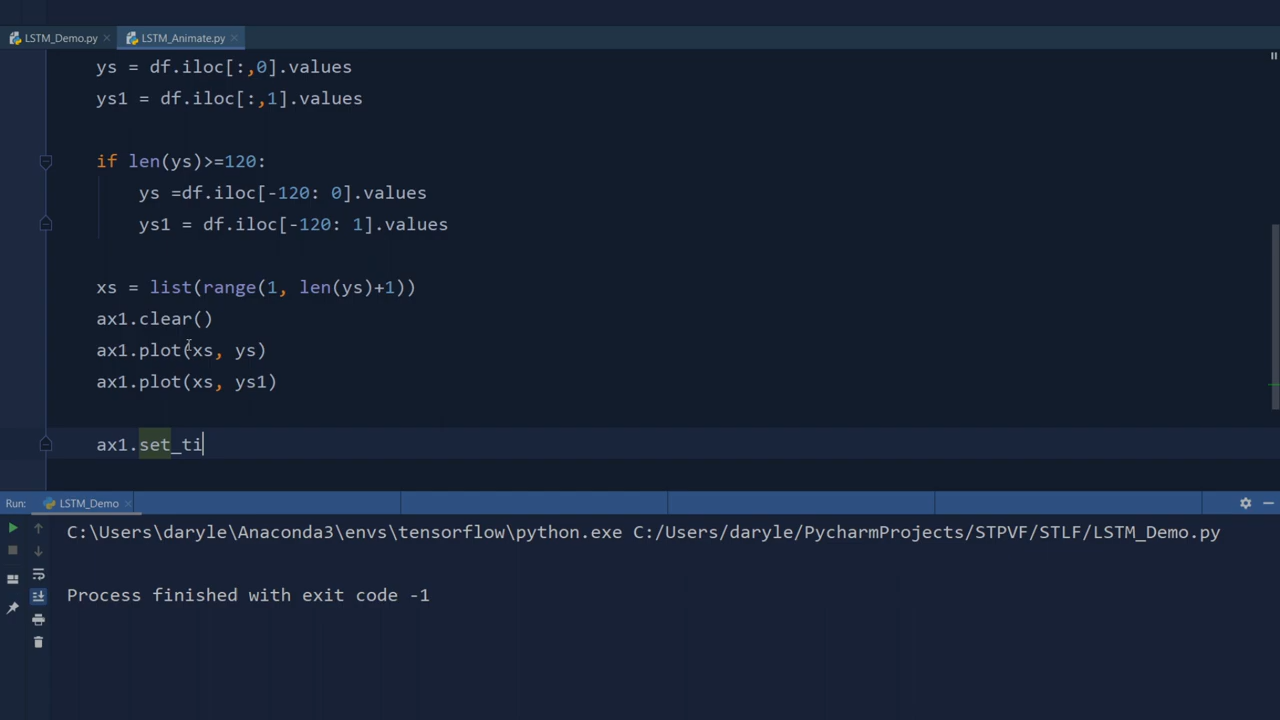 LSTM_Demo.py
LSTM_Animate.py
ys = df.iloc[:,0].values
ys1 = df.iloc[:,1].values
if len(ys)>=120:
ys =df.iloc[-120: 0].values
ys1 = df.iloc[-120: 1].values
xs = list(range(1, len(ys)+1))
ax1.clear()
ax1.plot(xs, ys)
ax1.plot(xs, ys1)
ax1.set_ti
Run: LSTM_Demo
C:\Users\daryle\Anaconda3\envs\tensorflow\python.exe C:/Users/daryle/PycharmProjects/STPVF/STLF/LSTM_Demo.py
Process finished with exit code -1